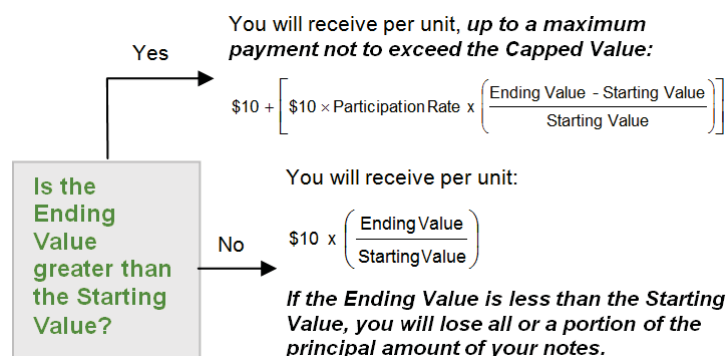 You will receive per unit, up to a maximum
payment not to exceed the Capped Value:
Yes
$10 + [ $10 × Participation Rate x ( Ending Value - Starting Value / Starting Value ) ]
Is the
Ending
Value
greater than
the Starting
Value?
No
You will receive per unit:
$10 x ( Ending Value / Starting Value )
If the Ending Value is less than the Starting
Value, you will lose all or a portion of the
principal amount of your notes.